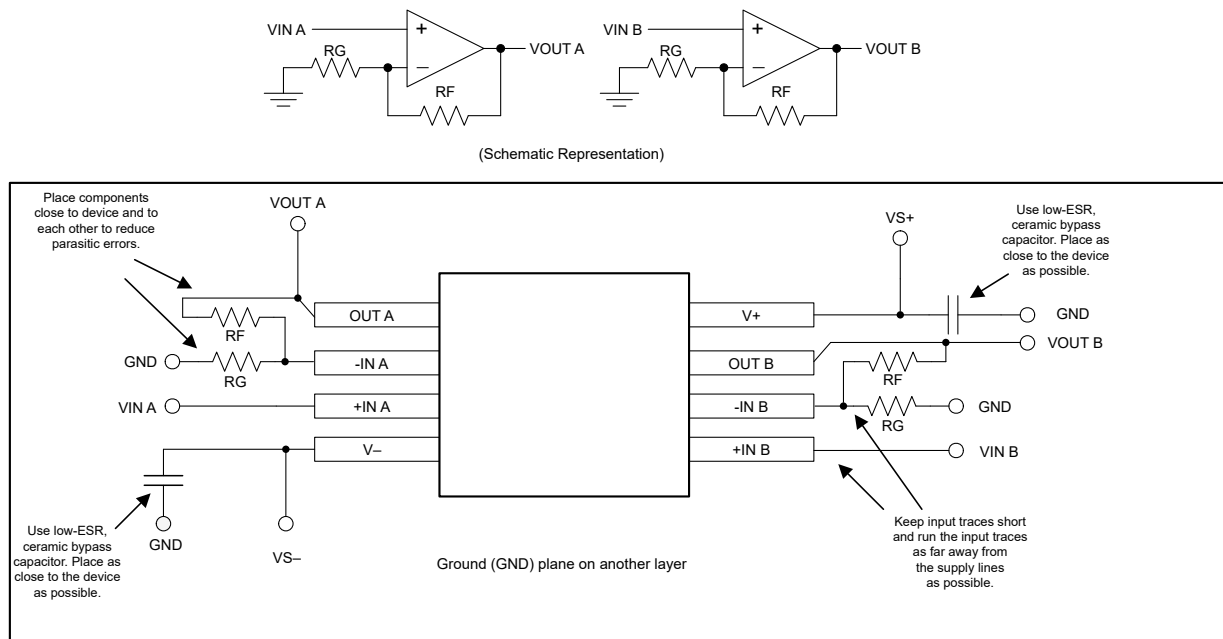 VIN A
+
RG
–
VOUT A
RF
VIN B
+
RG
–
VOUT B
RF
(Schematic Representation)
Place components
close to device and to
each other to reduce
parasitic errors.
VOUT A
VS+
Use low-ESR,
ceramic bypass
capacitor. Place as
close to the device
as possible.
OUT A
V+
GND
RF
OUT B
VOUT B
GND
RG
-IN A
RF
VIN A
+IN A
-IN B
RG
GND
V–
+IN B
VIN B
Use low-ESR,
ceramic bypass
capacitor. Place as
close to the device
as possible.
GND
VS–
Ground (GND) plane on another layer
Keep input traces short
and run the input traces
as far away from
the supply lines
as possible.